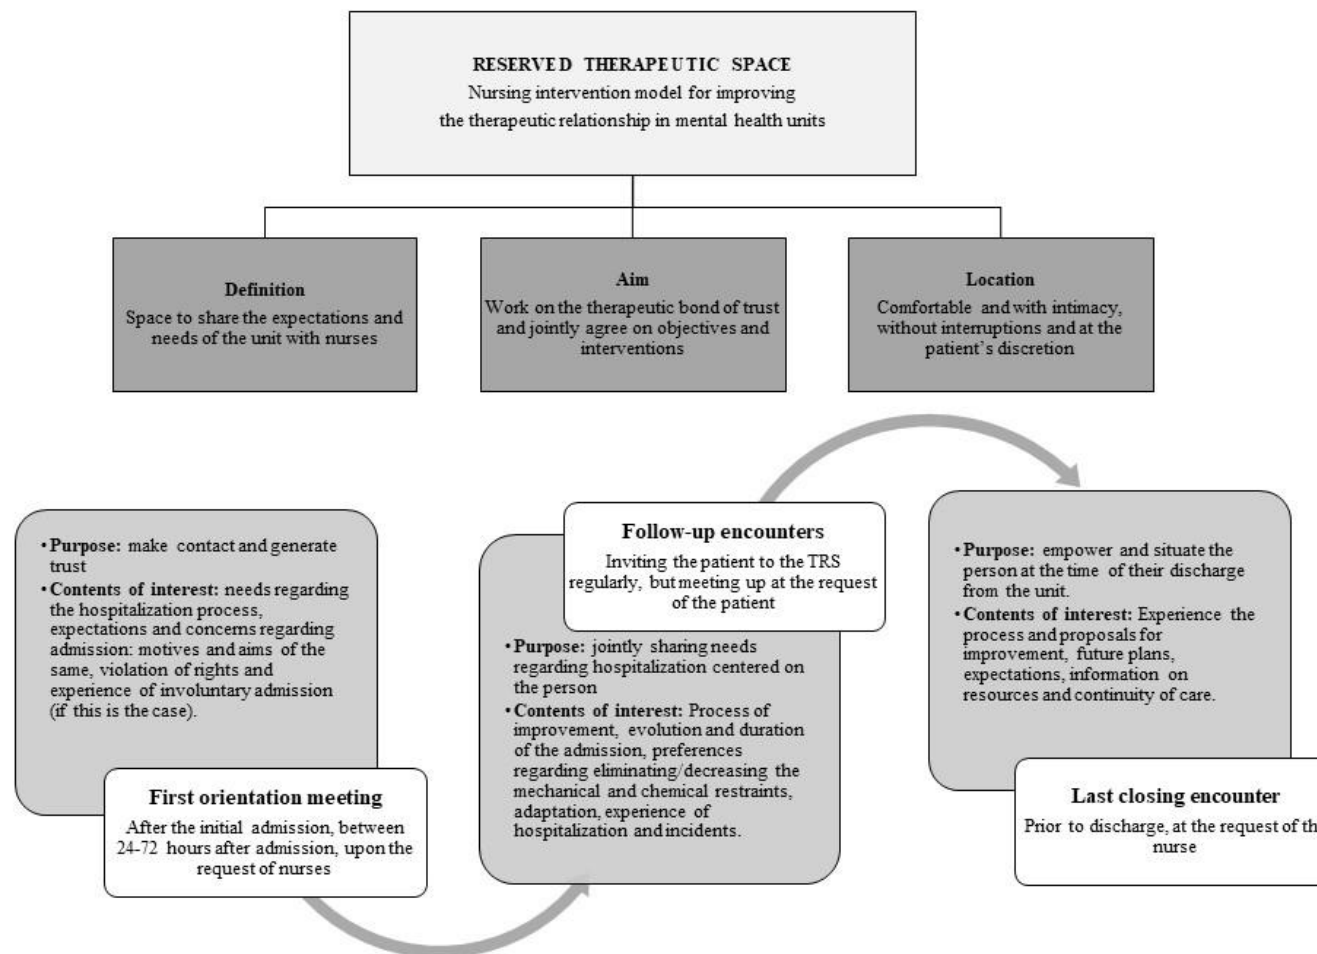 RESERVED THERAPEUTIC SPACE
Nursing intervention model for improving
the therapeutic relationship in mental health units
Definition
Space to share the expectations and
needs of the unit with nurses
Aim
Work on the therapeutic bond of trust
and jointly agree on objectives and
interventions
Location
Comfortable and with intimacy,
without interruptions and at the
patient’s discretion
• Purpose: make contact and generate
trust
• Contents of interest: needs regarding
the hospitalization process,
expectations and concerns regarding
admission: motives and aims of the
same, violation of rights and
experience of involuntary admission
(if this is the case).
First orientation meeting
After the initial admission, between
24-72 hours after admission, upon the
request of nurses
Follow-up encounters
Inviting the patient to the TRS
regularly, but meeting up at the request
of the patient
• Purpose: jointly sharing needs
regarding hospitalization centered on
the person
• Contents of interest: Process of
improvement, evolution and duration
of the admission, preferences
regarding eliminating/decreasing the
mechanical and chemical restraints,
adaptation, experience of
hospitalization and incidents.
• Purpose: empower and situate the
person at the time of their discharge
from the unit.
• Contents of interest: Experience the
process and proposals for
improvement, future plans,
expectations, information on
resources and continuity of care.
Last closing encounter
Prior to discharge, at the request of th
nurse